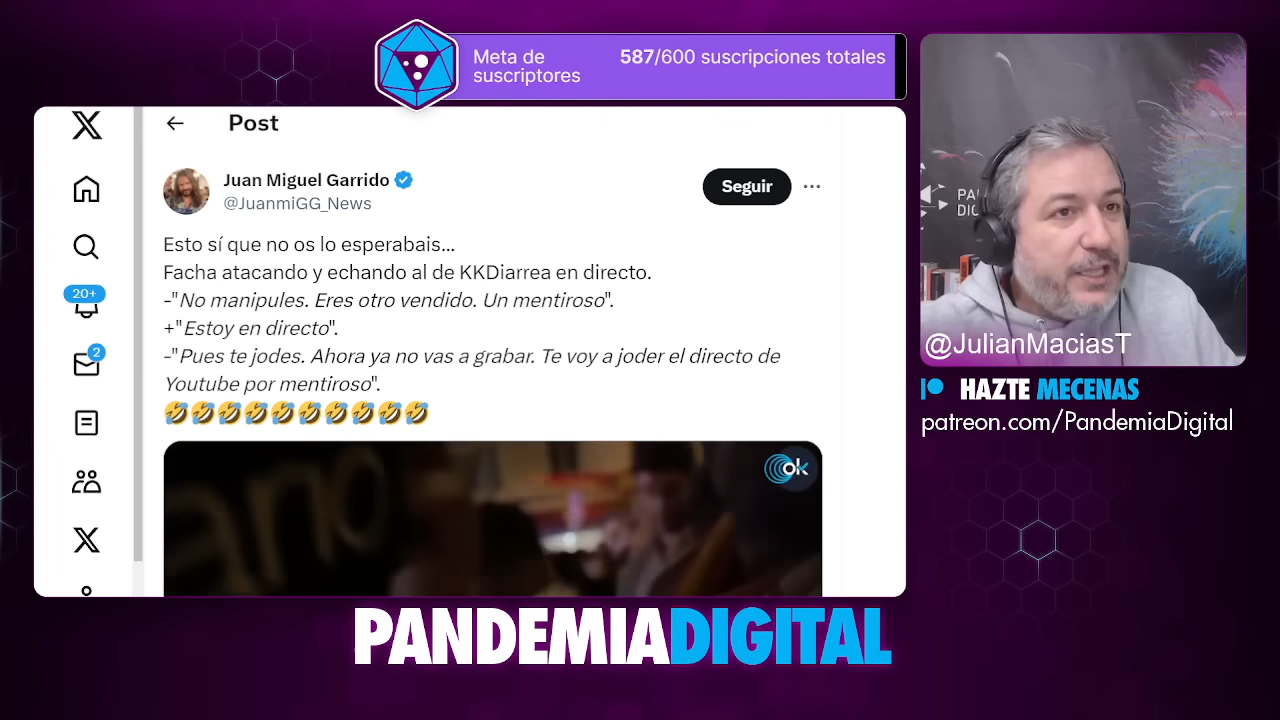 Meta de
suscriptores
587/600 suscripciones totales
Post
Juan Miguel Garrido
@JuanmiGG_News
Seguir
20+
2
Esto sí que no os lo esperabais...
Facha atacando y echando al de KKDiarrea en directo.
-"No manipules. Eres otro vendido. Un mentiroso".
+"Estoy en directo".
-"Pues te jodes. Ahora ya no vas a grabar. Te voy a joder el directo de
Youtube por mentiroso".
🤣🤣🤣🤣🤣🤣🤣🤣🤣🤣
ok
@JulianMaciasT
HAZTE MECENAS
patreon.com/PandemiaDigital
PANDEMIADIGITAL